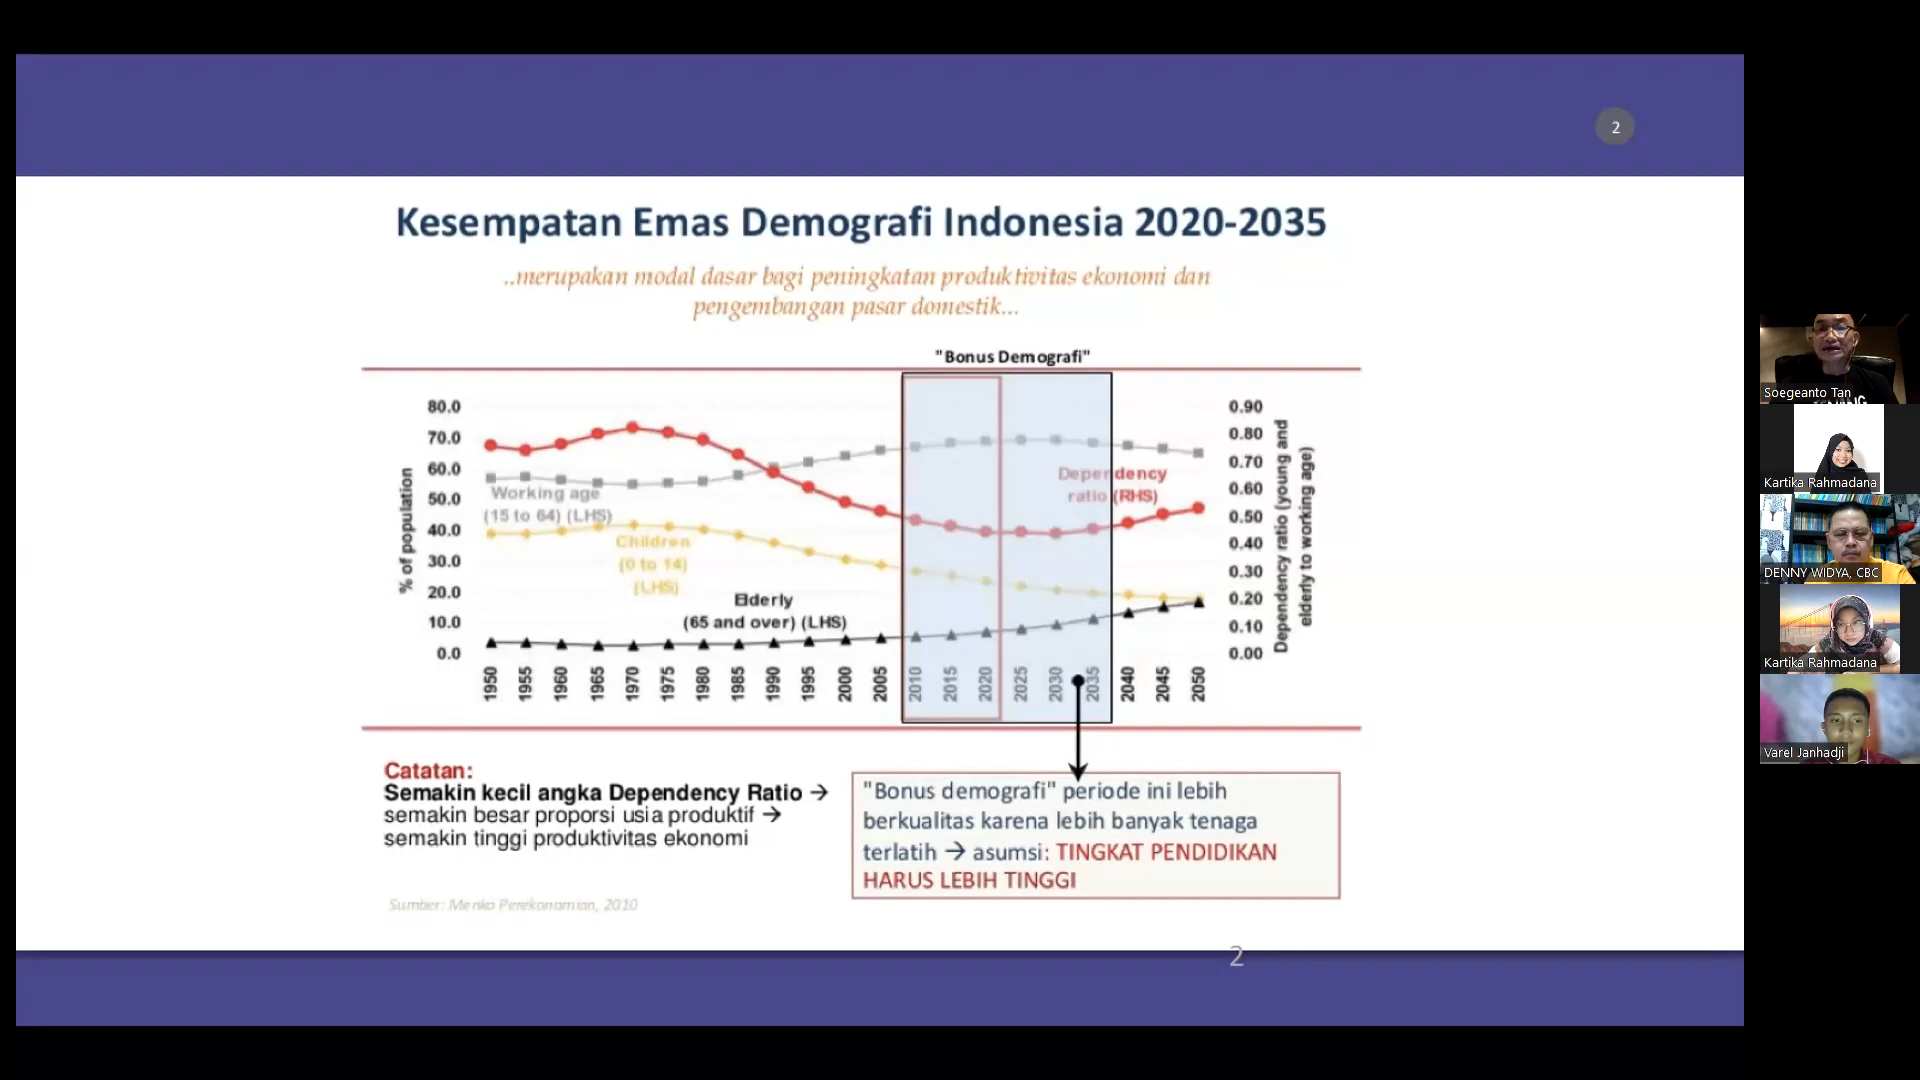 2
Kesempatan Emas Demografi Indonesia 2020-2035
..merupakan modal dasar bagi peningkatan produktivitas ekonomi dan
pengembangan pasar domestik...
"Bonus Demografi"
80.0
70.0
60.0
50.0
40.0
30.0
20.0
10.0
0.0
% of population
Working age
(15 to 64) (LHS)
Children
(0 to 14)
(LHS)
Elderly
(65 and over) (LHS)
Dependency
ratio (RHS)
0.90
0.80
0.70
0.60
0.50
0.40
0.30
0.20
0.10
0.00
Dependency ratio (young and
elderly to working age)
1950 1955 1960 1965 1970 1975 1980 1985 1990 1995 2000 2005 2010 2015 2020 2025 2030 2035 2040 2045 2050
Catatan:
Semakin kecil angka Dependency Ratio →
semakin besar proporsi usia produktif →
semakin tinggi produktivitas ekonomi
"Bonus demografi" periode ini lebih
berkualitas karena lebih banyak tenaga
terlatih → asumsi: TINGKAT PENDIDIKAN
HARUS LEBIH TINGGI
Sumber: Menko Perekonomian, 2010
2
Soegeanto Tan
Kartika Rahmadana
DENNY WIDYA, CBC
Kartika Rahmadana
Varel Janhadji